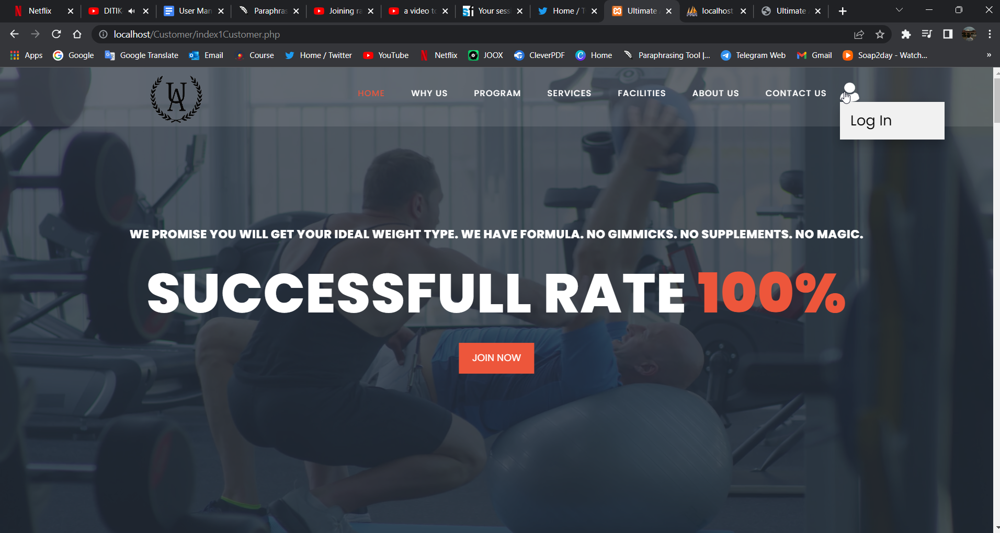 Netflix
DITIK
User Man
Paraphras
Joining ra
a video to
Your sess
Home / T
Ultimate
localhost
Ultimate
localhost/Customer/index1Customer.php
Apps
Google
Google Translate
Email
Course
Home / Twitter
YouTube
Netflix
JOOX
CleverPDF
Home
Paraphrasing Tool |...
Telegram Web
Gmail
Soap2day - Watch...
»
UA
HOME
WHY US
PROGRAM
SERVICES
FACILITIES
ABOUT US
CONTACT US
Log In
WE PROMISE YOU WILL GET YOUR IDEAL WEIGHT TYPE. WE HAVE FORMULA. NO GIMMICKS. NO SUPPLEMENTS. NO MAGIC.
SUCCESSFULL RATE 100%
JOIN NOW